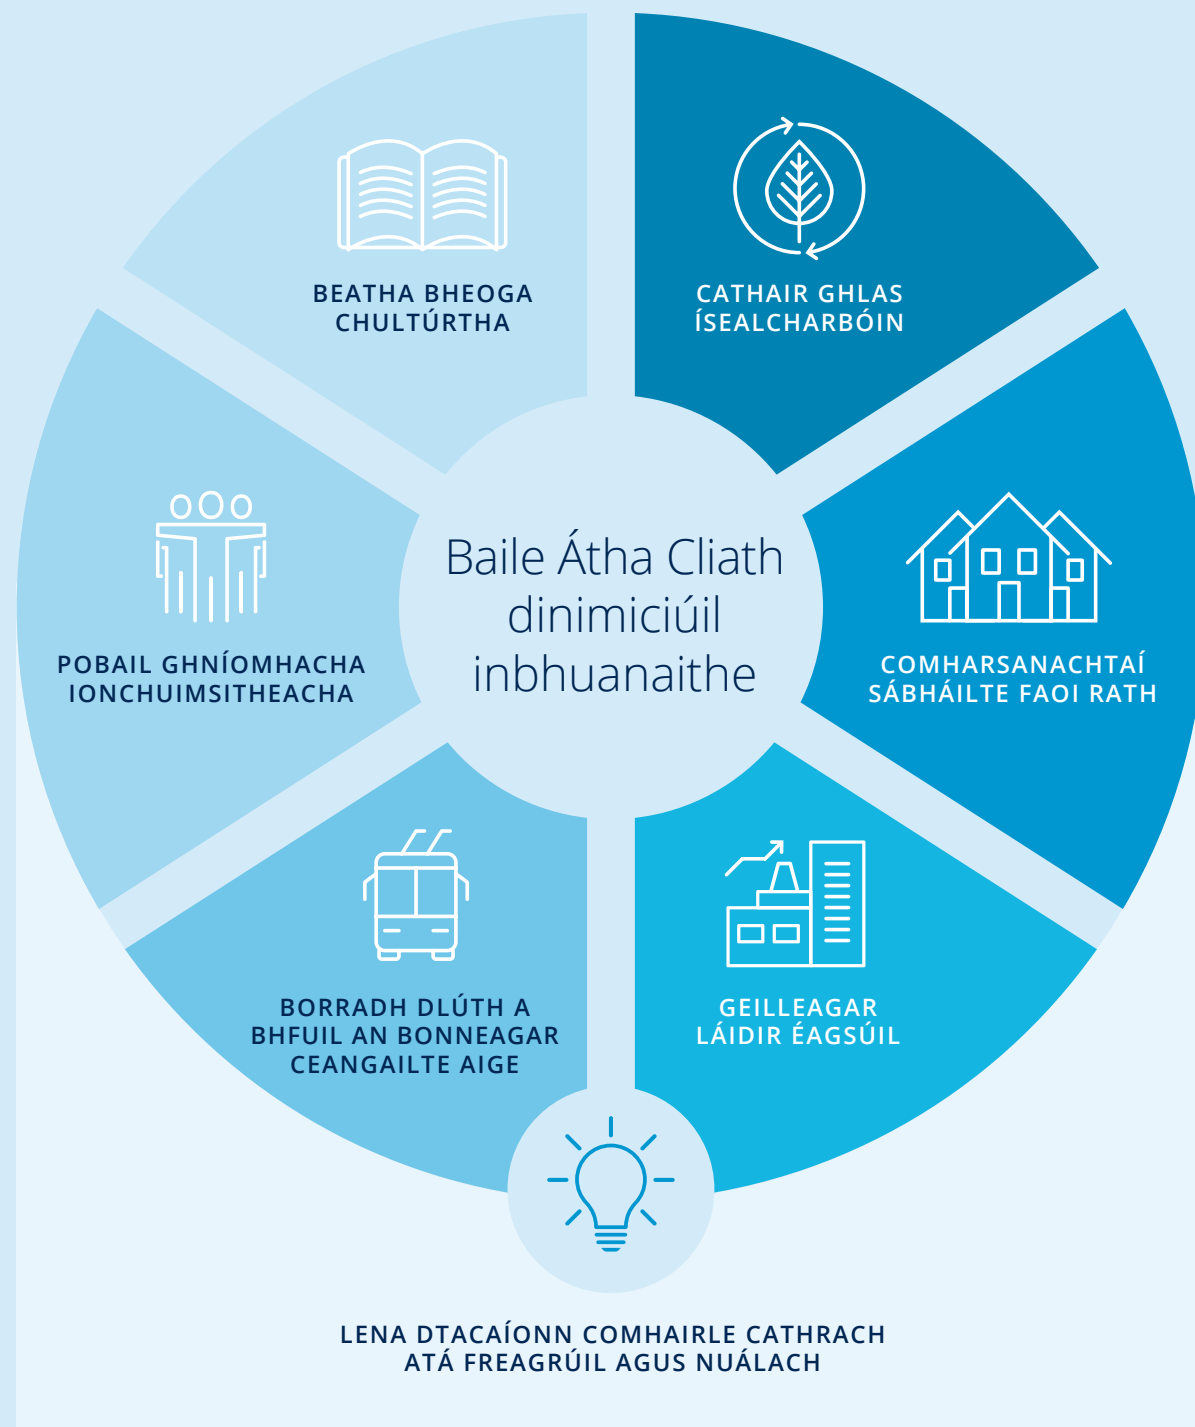 BEATHA BHEOGA
CHULTÚRTHA
CATHAIR GHLAS
ÍSEALCHARBÓIN
Baile Átha Cliath
dinimiciúil
inbhuanaithe
POBAIL GHNÍOMHACHA
IONCHUIMSITHEACHA
COMHARSANACHTAÍ
SÁBHÁILTE FAOI RATH
BORRADH DLÚTH A
BHFUIL AN BONNEAGAR
CEANGAILTE AIGE
GEILLEAGAR
LÁIDIR ÉAGSÚIL
LENA DTACAÍONN COMHAIRLE CATHRACH
ATÁ FREAGRÚIL AGUS NUÁLACH